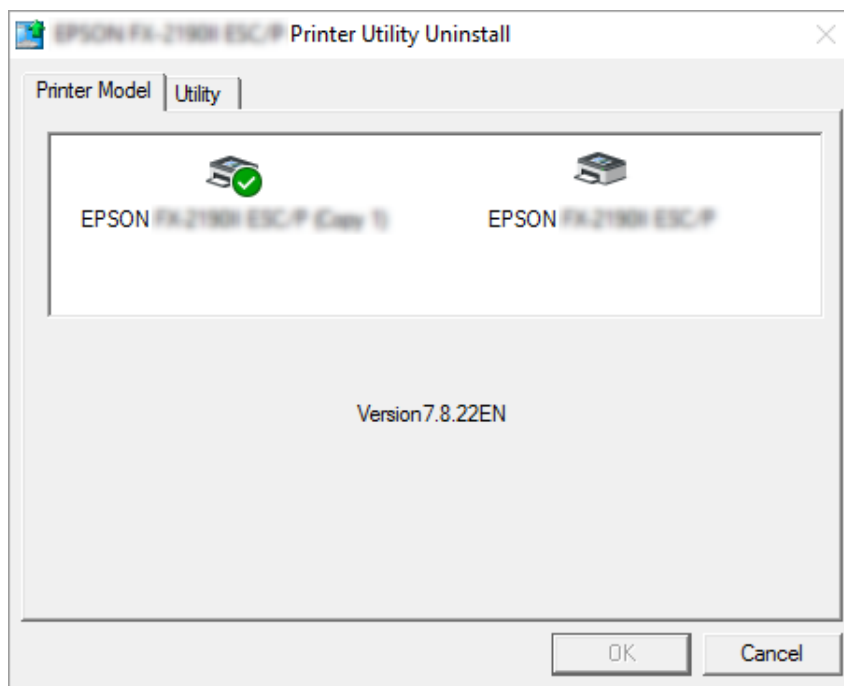 Printer Utility Uninstall
Printer Model
Utility
EPSON
EPSON
Version7.8.22EN
OK
Cancel